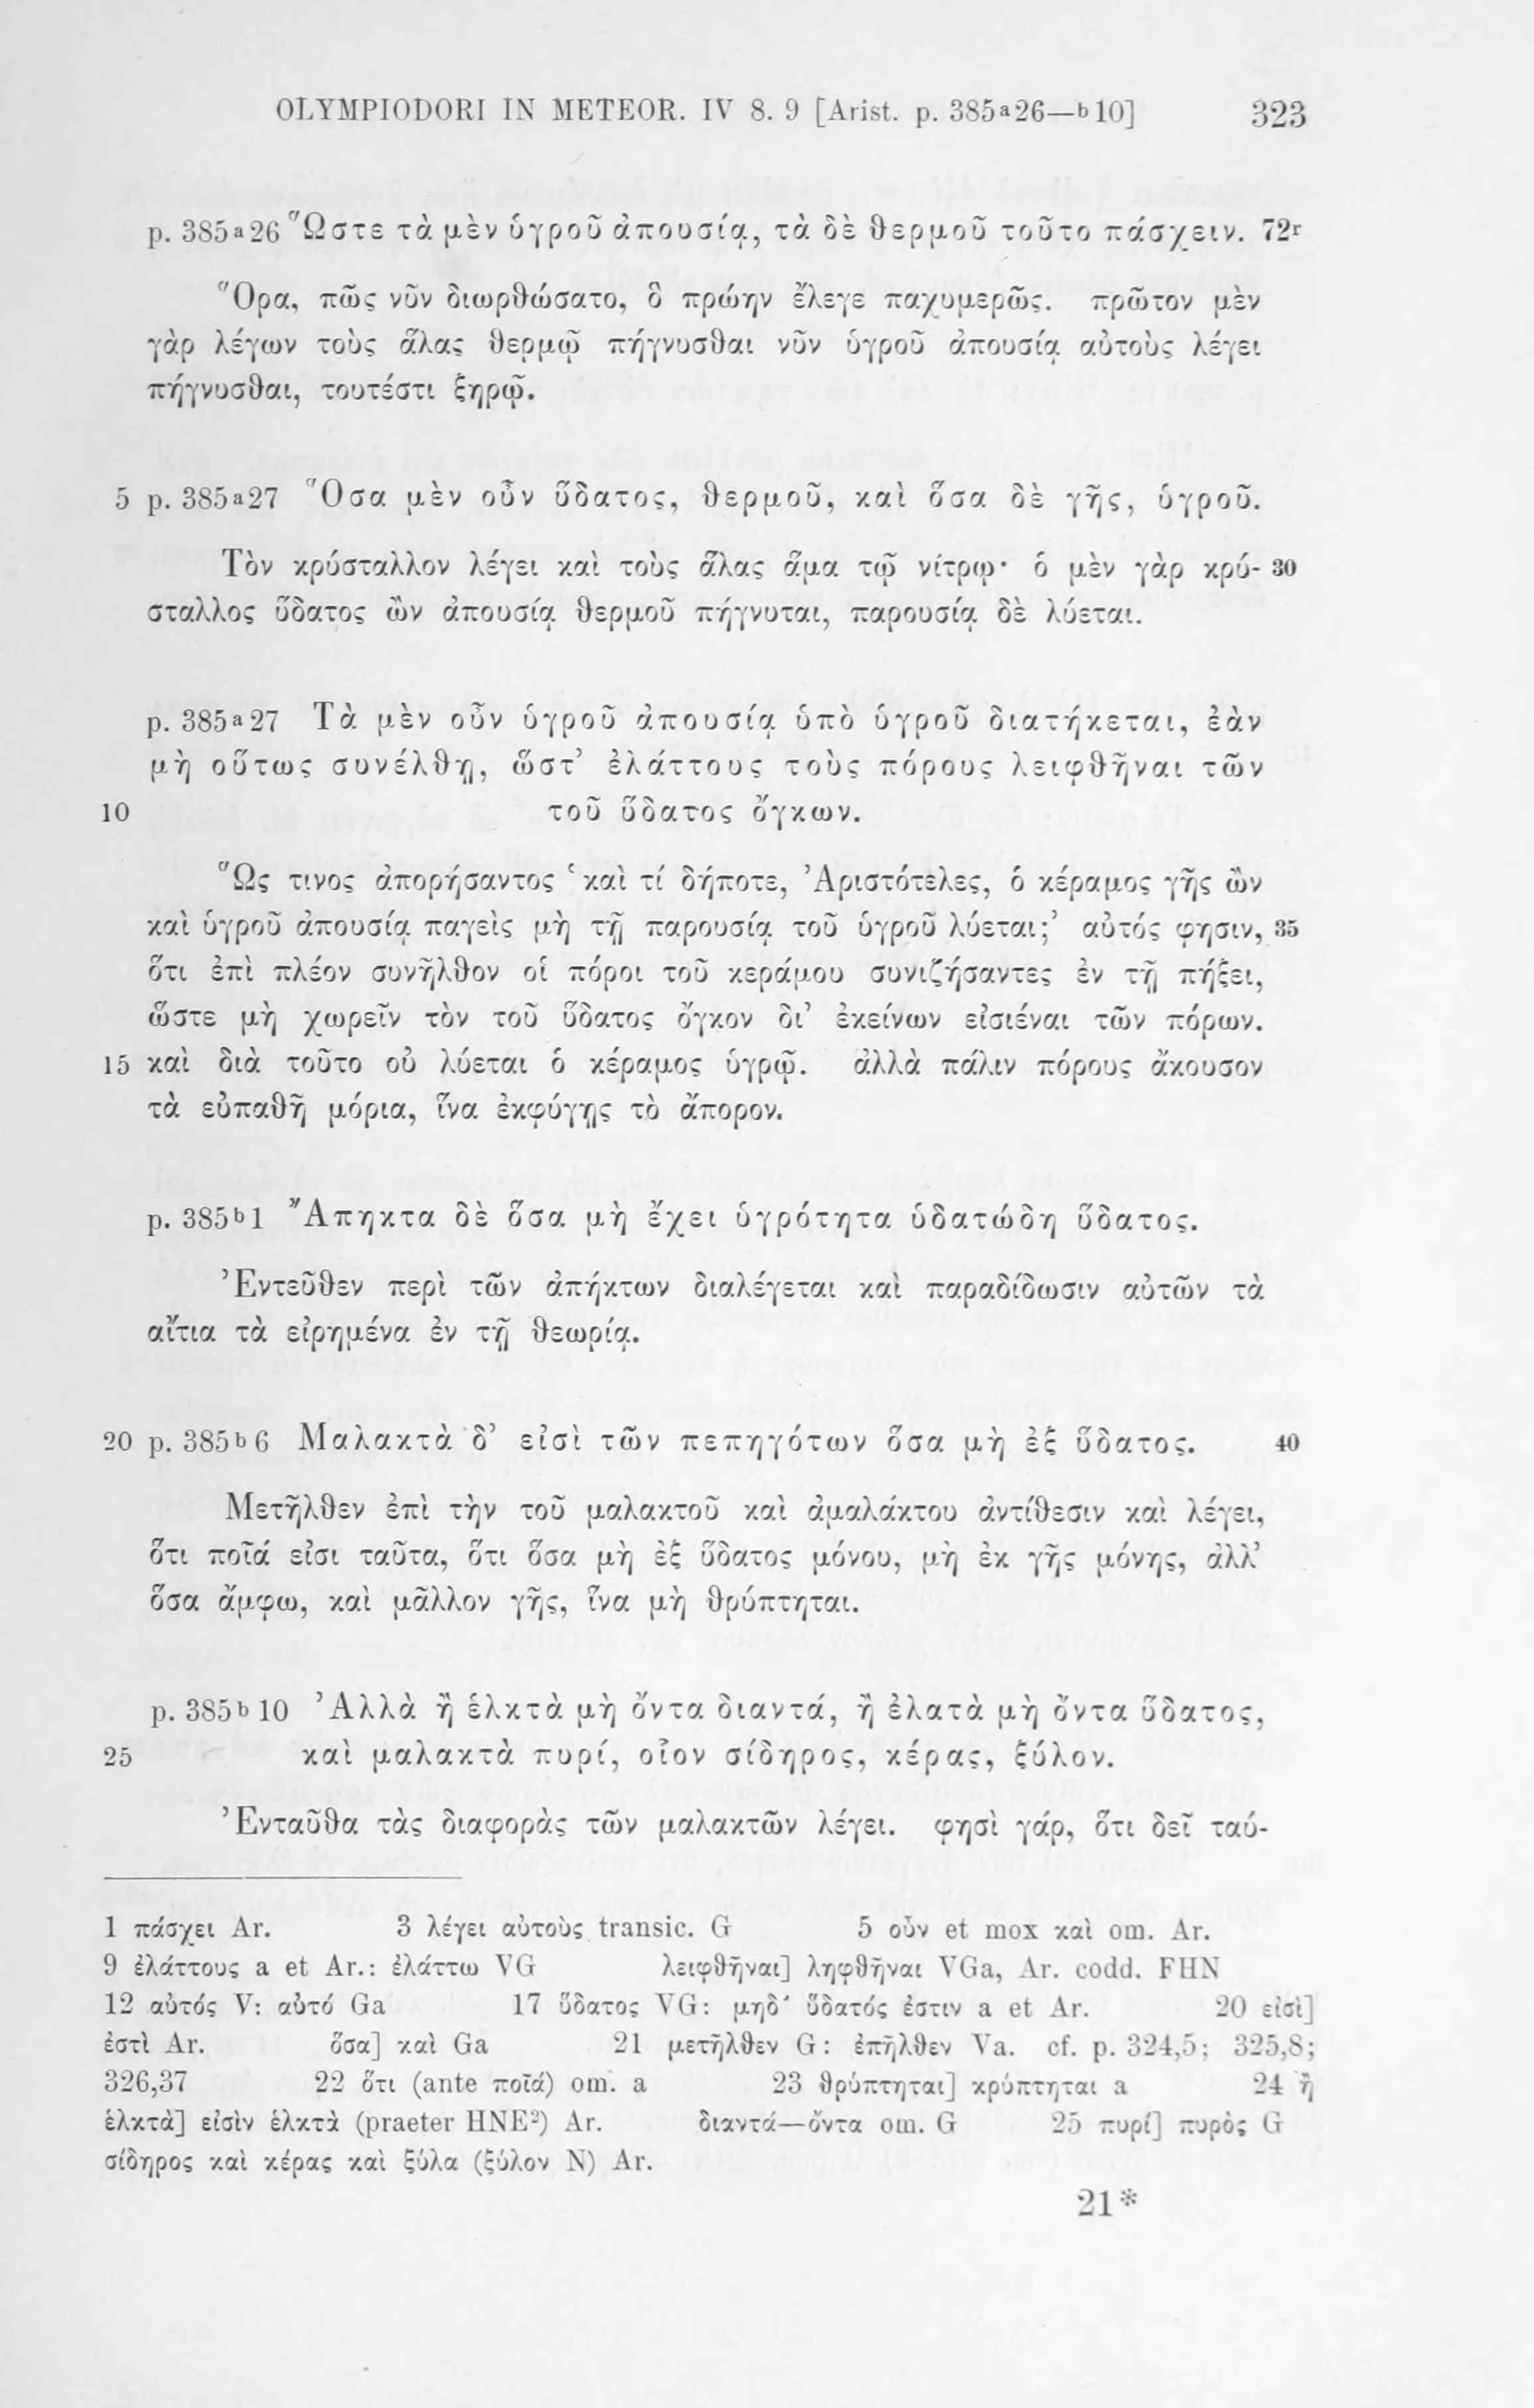 OLYMPIODORI IN METEOR. IV 8. 9 [Arist. p. 385a26—b10] 323
p. 385a26 Ὥστε τὰ μὲν ὑγροῦ ἀπουσίᾳ, τὰ δὲ θερμοῦ τοῦτο πάσχειν. 72r
Ὅρα, πῶς νῦν διωρθώσατο, ὃ πρώην ἔλεγε παχυμερῶς. πρῶτον μὲν
γὰρ λέγων τοὺς ἅλας θερμῷ πήγνυσθαι νῦν ὑγροῦ ἀπουσίᾳ αὐτοὺς λέγει
πήγνυσθαι, τουτέστι ξηρῷ.
5 p. 385a27 Ὅσα μὲν οὖν ὕδατος, θερμοῦ, καὶ ὅσα δὲ γῆς, ὑγροῦ.
Τὸν κρύσταλλον λέγει καὶ τοὺς ἅλας ἅμα τῷ νίτρῳ· ὁ μὲν γὰρ κρύ- 30
σταλλος ὕδατος ὢν ἀπουσίᾳ θερμοῦ πήγνυται, παρουσίᾳ δὲ λύεται.
p. 385a27 Τὰ μὲν οὖν ὑγροῦ ἀπουσίᾳ ὑπὸ ὑγροῦ διατήκεται, ἐὰν
μὴ οὕτως συνέλθῃ, ὥστ’ ἐλάττους τοὺς πόρους λειφθῆναι τῶν
10 τοῦ ὕδατος ὄγκων.
Ὥς τινος ἀπορήσαντος ‘καὶ τί δήποτε, Ἀριστότελες, ὁ κέραμος γῆς ὢν
καὶ ὑγροῦ ἀπουσίᾳ παγεὶς μὴ τῇ παρουσίᾳ τοῦ ὑγροῦ λύεται;’ αὐτός φησιν, 35
ὅτι ἐπὶ πλέον συνῆλθον οἱ πόροι τοῦ κεράμου συνιζήσαντες ἐν τῇ πήξει,
ὥστε μὴ χωρεῖν τὸν τοῦ ὕδατος ὄγκον δι’ ἐκείνων εἰσιέναι τῶν πόρων.
15 καὶ διὰ τοῦτο οὐ λύεται ὁ κέραμος ὑγρῷ. ἀλλὰ πάλιν πόρους ἄκουσον
τὰ εὐπαθῆ μόρια, ἵνα ἐκφύγῃς τὸ ἄπορον.
p. 385b1 Ἄπηκτα δὲ ὅσα μὴ ἔχει ὑγρότητα ὑδατώδη ὕδατος.
Ἐντεῦθεν περὶ τῶν ἀπήκτων διαλέγεται καὶ παραδίδωσιν αὐτῶν τὰ
αἴτια τὰ εἰρημένα ἐν τῇ θεωρίᾳ.
20 p. 385b6 Μαλακτὰ δ’ εἰσὶ τῶν πεπηγότων ὅσα μὴ ἐξ ὕδατος. 40
Μετῆλθεν ἐπὶ τὴν τοῦ μαλακτοῦ καὶ ἀμαλάκτου ἀντίθεσιν καὶ λέγει,
ὅτι ποῖά εἰσι ταῦτα, ὅτι ὅσα μὴ ἐξ ὕδατος μόνου, μὴ ἐκ γῆς μόνης, ἀλλ’
ὅσα ἄμφω, καὶ μᾶλλον γῆς, ἵνα μὴ θρύπτηται.
p. 385b10 Ἀλλὰ ἢ ἑλκτὰ μὴ ὄντα διαντά, ἢ ἐλατὰ μὴ ὄντα ὕδατος,
25 καὶ μαλακτὰ πυρί, οἷον σίδηρος, κέρας, ξύλον.
Ἐνταῦθα τὰς διαφορὰς τῶν μαλακτῶν λέγει. φησὶ γάρ, ὅτι δεῖ ταύ-
1 πάσχει Ar. 3 λέγει αὐτοὺς transic. G 5 οὖν et mox καὶ om. Ar.
9 ἐλάττους a et Ar.: ἐλάττω VG λειφθῆναι] ληφθῆναι VGa, Ar. codd. FHN
12 αὐτός V: αὐτό Ga 17 ὕδατος VG: μηδ’ ὕδατός ἐστιν a et Ar. 20 εἰσὶ]
ἐστὶ Ar. ὅσα] καὶ Ga 21 μετῆλθεν G: ἐπῆλθεν Va. cf. p. 324,5; 325,8;
326,37 22 ὅτι (ante ποῖά) om. a 23 θρύπτηται] κρύπτηται a 24 ἢ
ἑλκτὰ] εἰσὶν ἑλκτὰ (praeter HNE²) Ar. διαντά—ὄντα om. G 25 πυρί] πυρὸς G
σίδηρος καὶ κέρας καὶ ξύλα (ξύλον N) Ar.
21*